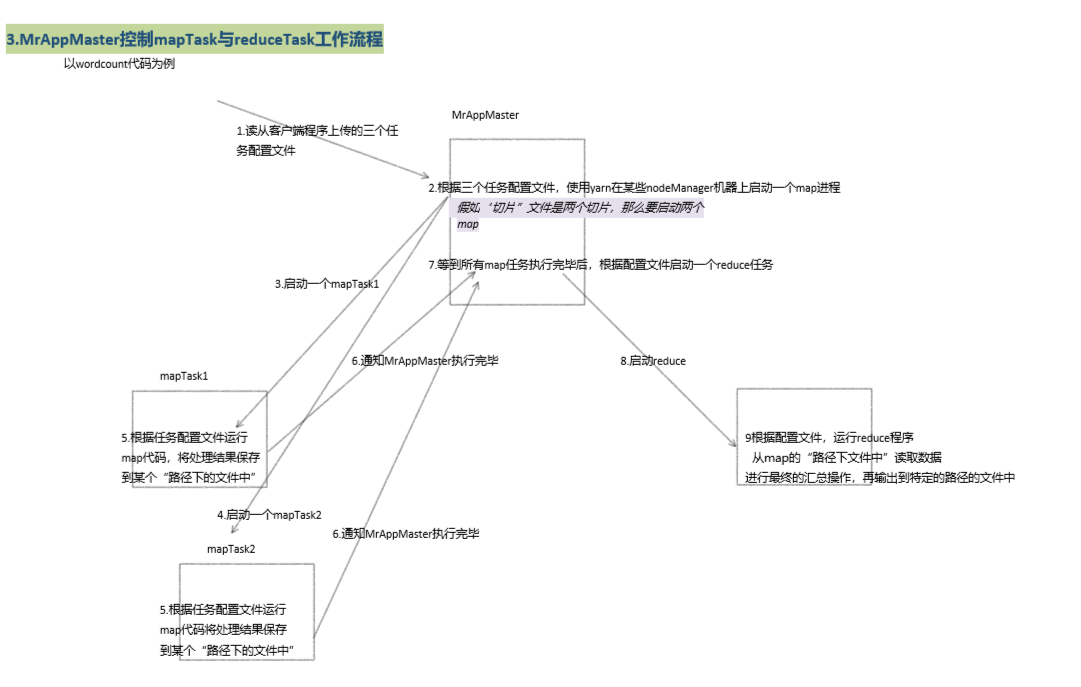 3.MrAppMaster控制mapTask与reduceTask工作流程
以wordcount代码为例
MrAppMaster
1.读从客户端程序上传的三个任
务配置文件
2.根据三个任务配置文件，使用yarn在某些nodeManager机器上启动一个map进程
假如‘切片”文件是两个切片，那么要启动两个
map
7.等到所有map任务执行完毕后，根据配置文件启动一个reduce任务
3.启动一个mapTask1
6.通知MrAppMaster执行完毕
8.启动reduce
mapTask1
5.根据任务配置文件运行
map代码，将处理结果保存
到某个“路径下的文件中”
9根据配置文件，运行reduce程序
从map的“路径下文件中”读取数据
进行最终的汇总操作，再输出到特定的路径的文件中
4.启动一个mapTask2
6.通知MrAppMaster执行完毕
mapTask2
5.根据任务配置文件运行
map代码将处理结果保存
到某个“路径下的文件中”